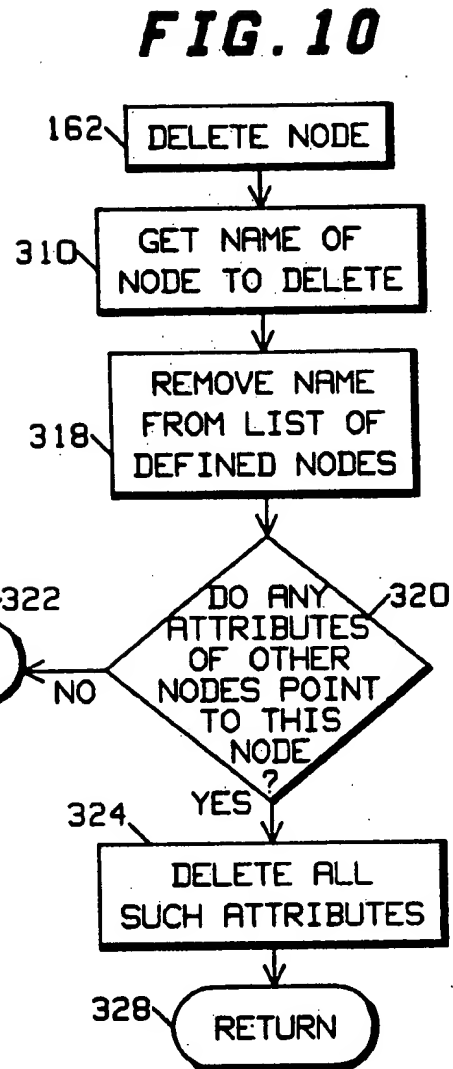 FIG. 10
162
DELETE NODE
310
GET NAME OF
NODE TO DELETE
318
REMOVE NAME
FROM LIST OF
DEFINED NODES
322
320
DO ANY
ATTRIBUTES
OF OTHER
NODES POINT
TO THIS
NODE
?
NO
YES
324
DELETE ALL
SUCH ATTRIBUTES
328
RETURN